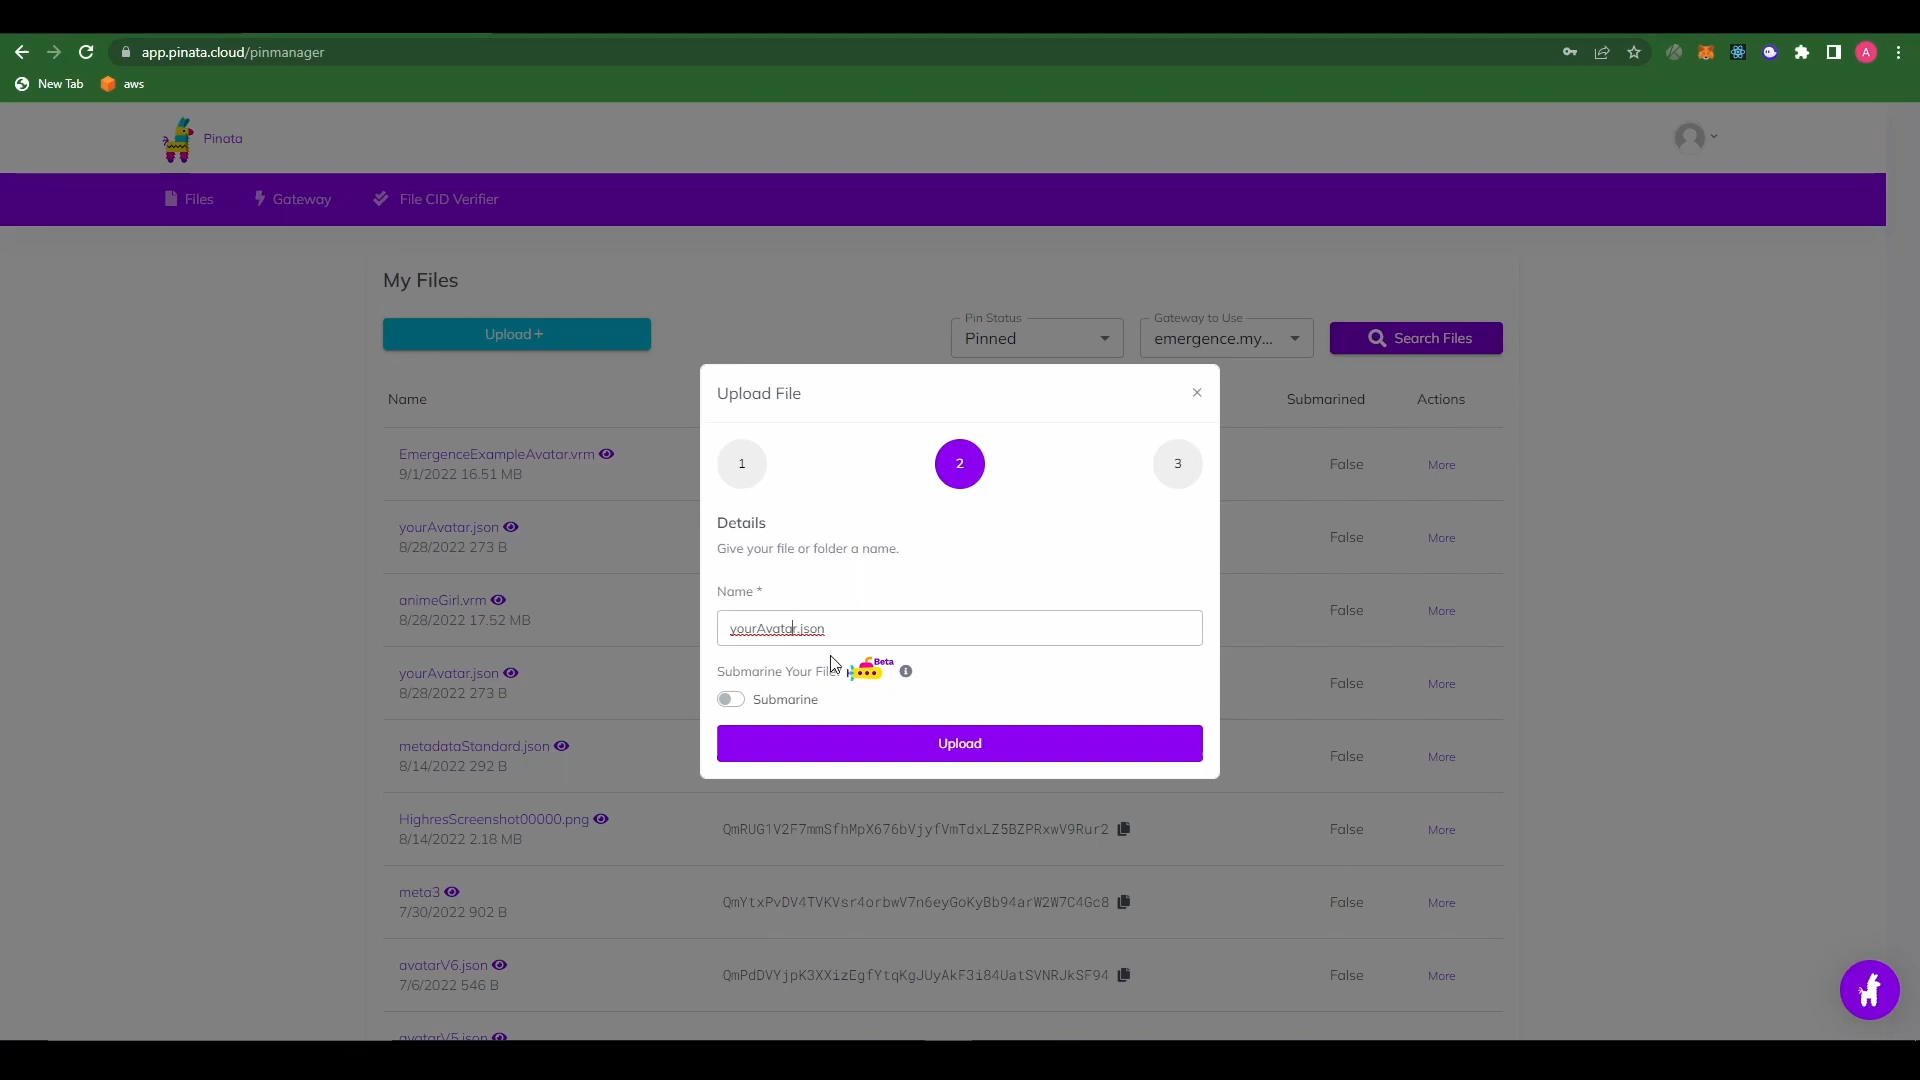 app.pinata.cloud/pinmanager
A
New Tab
aws
Pinata
Files
Gateway
File CID Verifier
My Files
Upload+
Pin Status
Pinned
Gateway to Use
emergence.my...
Search Files
Name
Submarined
Actions
EmergenceExampleAvatar.vrm
9/1/2022 16.51 MB
False
More
yourAvatar.json
8/28/2022 273 B
False
More
animeGirl.vrm
8/28/2022 17.52 MB
False
More
yourAvatar.json
8/28/2022 273 B
False
More
metadataStandard.json
8/14/2022 292 B
False
More
HighresScreenshot00000.png
8/14/2022 2.18 MB
QmRUG1V2F7mmSfhMpX676bVjyfVmTdxLZ5BZPRxwV9Rur2
False
More
meta3
7/30/2022 902 B
QmYtxPvDV4TVKVsr4orbwV7n6eyGoKyBb94arW2W7C4Gc8
False
More
avatarV6.json
7/6/2022 546 B
QmPdDVYjpK3XXizEgfYtqKgJUyAkF3i84UatSVNRJkSF94
False
More
avatarV5.json
Upload File
×
1
2
3
Details
Give your file or folder a name.
Name *
yourAvatar.json
Submarine Your File
Beta
Submarine
Upload